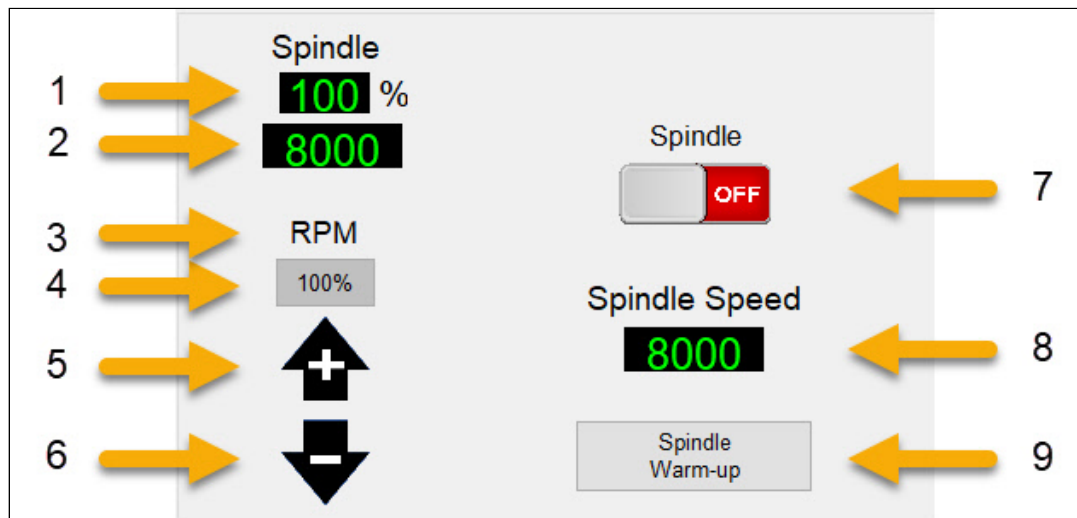 Spindle
1
100 %
2
8000
Spindle
OFF
7
3
RPM
4
100%
Spindle Speed
8000
8
5
+
6
-
Spindle
Warm-up
9